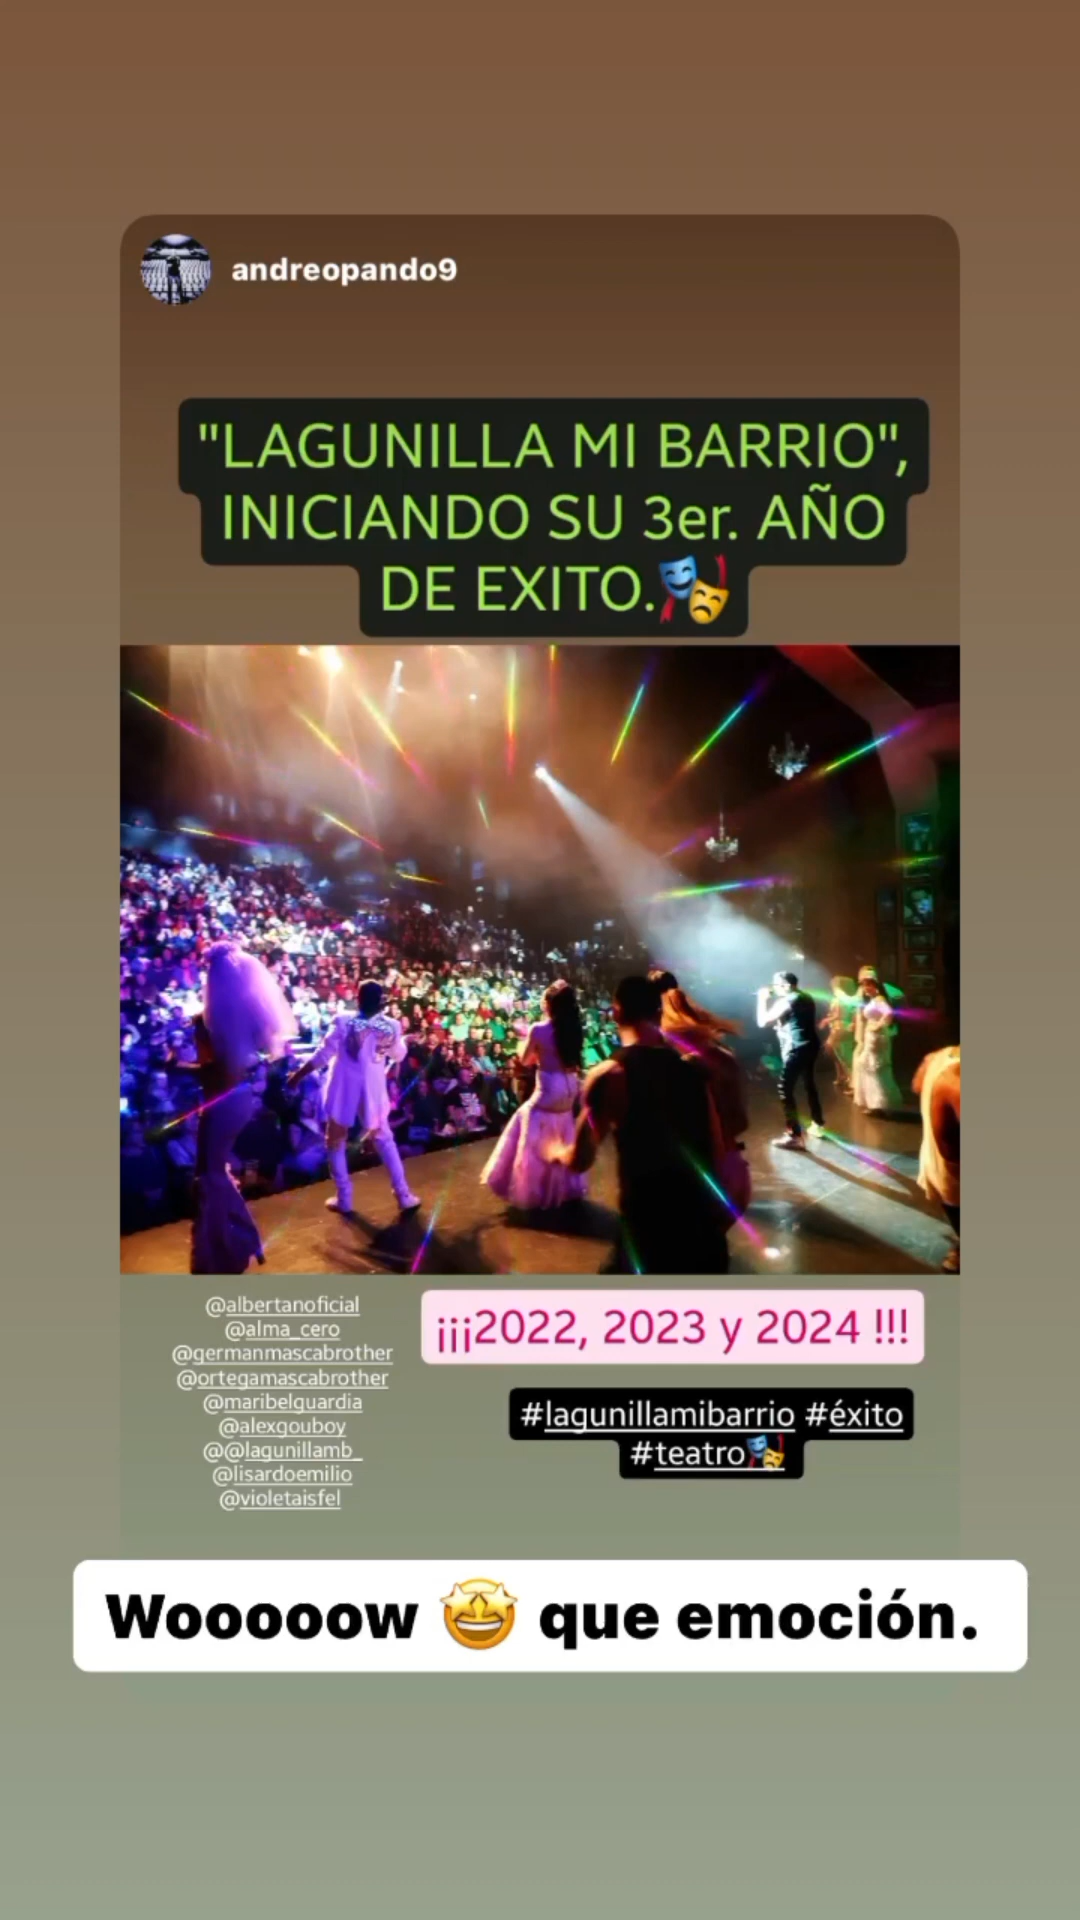 andreopando9
"LAGUNILLA MI BARRIO",
INICIANDO SU 3er. AÑO
DE EXITO.🎭
@albertanoficial
@alma_cero
@germanmascabrother
@ortegamascabrother
@maribelguardia
@alexgouboy
@@lagunillamb_
@lisardoemilio
@violetaisfel
¡¡¡2022, 2023 y 2024 !!!
#lagunillamibarrio #éxito
#teatro🎭
Wooooow 🤩 que emoción.